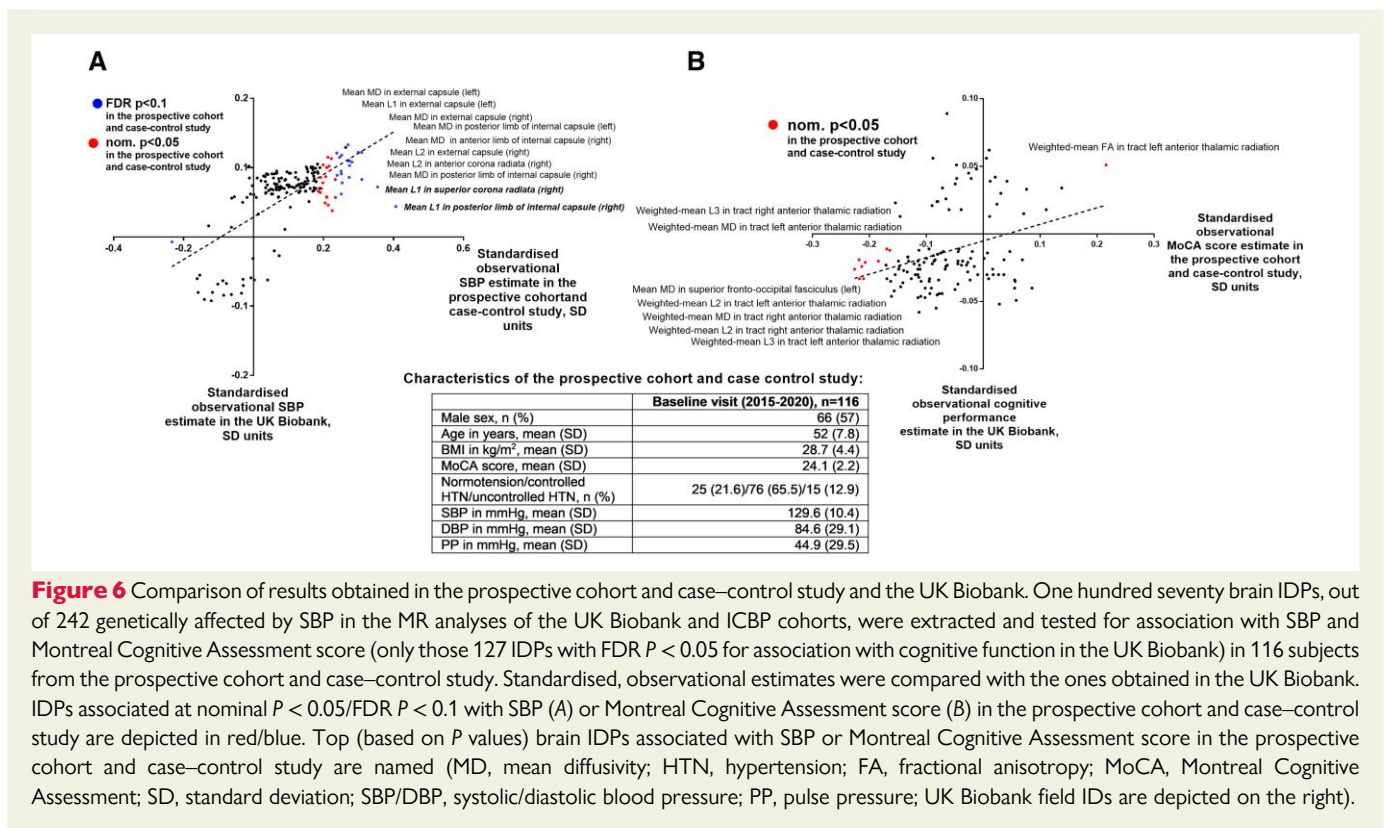 A
FDR p<0.1
in the prospective cohort
and case-control study
nom. p<0.05
in the prospective cohort
and case-control study
0.2
0.1
-0.1
-0.2
-0.4
-0.2
0.2
0.4
0.6
Mean MD in external capsule (left)
Mean L1 in external capsule (left)
Mean MD in external capsule (right)
Mean MD in posterior limb of internal capsule (left)
Mean MD in anterior limb of internal capsule (right)
Mean L2 in external capsule (right)
Mean L2 in anterior corona radiata (right)
Mean MD in posterior limb of internal capsule (right)
Mean L1 in superior corona radiata (right)
Mean L1 in posterior limb of internal capsule (right)
Standardised
observational
SBP estimate in the
prospective cohortand
case-control study, SD
units
Standardised
observational SBP
estimate in the UK Biobank,
SD units
B
nom. p<0.05
in the prospective cohort
and case-control study
0.10
0.05
-0.05
-0.10
-0.3
-0.2
-0.1
0.1
0.2
0.3
Weighted-mean FA in tract left anterior thalamic radiation
Weighted-mean L3 in tract right anterior thalamic radiation
Weighted-mean MD in tract left anterior thalamic radiation
Mean MD in superior fronto-occipital fasciculus (left)
Weighted-mean L2 in tract left anterior thalamic radiation
Weighted-mean MD in tract right anterior thalamic radiation
Weighted-mean L2 in tract right anterior thalamic radiation
Weighted-mean L3 in tract left anterior thalamic radiation
Standardised
observational
MoCA score estimate in
the prospective cohort
and case-control study,
SD units
Standardised
observational cognitive
performance
estimate in the UK Biobank,
SD units
Characteristics of the prospective cohort and case control study:
Baseline visit (2015-2020), n=116
Male sex, n (%) 66 (57)
Age in years, mean (SD) 52 (7.8)
BMI in kg/m², mean (SD) 28.7 (4.4)
MoCA score, mean (SD) 24.1 (2.2)
Normotension/controlled
HTN/uncontrolled HTN, n (%) 25 (21.6)/76 (65.5)/15 (12.9)
SBP in mmHg, mean (SD) 129.6 (10.4)
DBP in mmHg, mean (SD) 84.6 (29.1)
PP in mmHg, mean (SD) 44.9 (29.5)
Figure 6 Comparison of results obtained in the prospective cohort and case–control study and the UK Biobank. One hundred seventy brain IDPs, out
of 242 genetically affected by SBP in the MR analyses of the UK Biobank and ICBP cohorts, were extracted and tested for association with SBP and
Montreal Cognitive Assessment score (only those 127 IDPs with FDR P < 0.05 for association with cognitive function in the UK Biobank) in 116 subjects
from the prospective cohort and case–control study. Standardised, observational estimates were compared with the ones obtained in the UK Biobank.
IDPs associated at nominal P < 0.05/FDR P < 0.1 with SBP (A) or Montreal Cognitive Assessment score (B) in the prospective cohort and case–control
study are depicted in red/blue. Top (based on P values) brain IDPs associated with SBP or Montreal Cognitive Assessment score in the prospective
cohort and case–control study are named (MD, mean diffusivity; HTN, hypertension; FA, fractional anisotropy; MoCA, Montreal Cognitive
Assessment; SD, standard deviation; SBP/DBP, systolic/diastolic blood pressure; PP, pulse pressure; UK Biobank field IDs are depicted on the right).